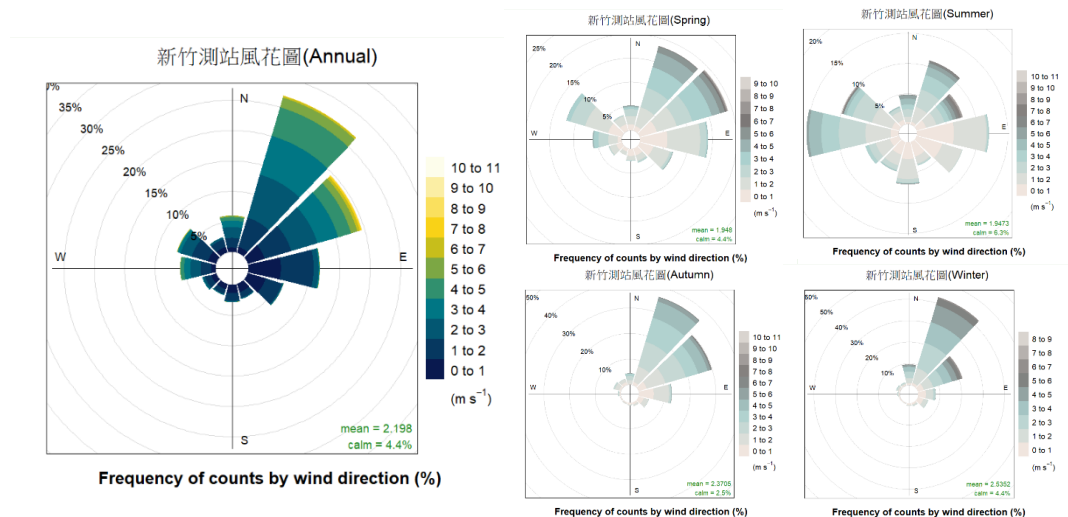 新竹測站風花圖(Annual)
0%
35%
30%
25%
20%
15%
10%
5%
N
W
E
S
10 to 11
9 to 10
8 to 9
7 to 8
6 to 7
5 to 6
4 to 5
3 to 4
2 to 3
1 to 2
0 to 1
(m s⁻¹)
mean = 2.198
calm = 4.4%
Frequency of counts by wind direction (%)
新竹測站風花圖(Spring)
25%
20%
15%
10%
5%
N
W
E
S
9 to 10
8 to 9
7 to 8
6 to 7
5 to 6
4 to 5
3 to 4
2 to 3
1 to 2
0 to 1
(m s⁻¹)
mean = 1.948
calm = 4.4%
Frequency of counts by wind direction (%)
新竹測站風花圖(Summer)
20%
15%
10%
5%
N
W
E
S
10 to 11
9 to 10
8 to 9
7 to 8
6 to 7
5 to 6
4 to 5
3 to 4
2 to 3
1 to 2
0 to 1
(m s⁻¹)
mean = 1.9473
calm = 6.3%
Frequency of counts by wind direction (%)
新竹測站風花圖(Autumn)
50%
40%
30%
20%
10%
N
W
E
S
10 to 11
9 to 10
8 to 9
7 to 8
6 to 7
5 to 6
4 to 5
3 to 4
2 to 3
1 to 2
0 to 1
(m s⁻¹)
mean = 2.3705
calm = 2.5%
Frequency of counts by wind direction (%)
新竹測站風花圖(Winter)
60%
50%
40%
30%
20%
10%
N
W
E
S
8 to 9
7 to 8
6 to 7
5 to 6
4 to 5
3 to 4
2 to 3
1 to 2
0 to 1
(m s⁻¹)
mean = 2.5352
calm = 4.4%
Frequency of counts by wind direction (%)